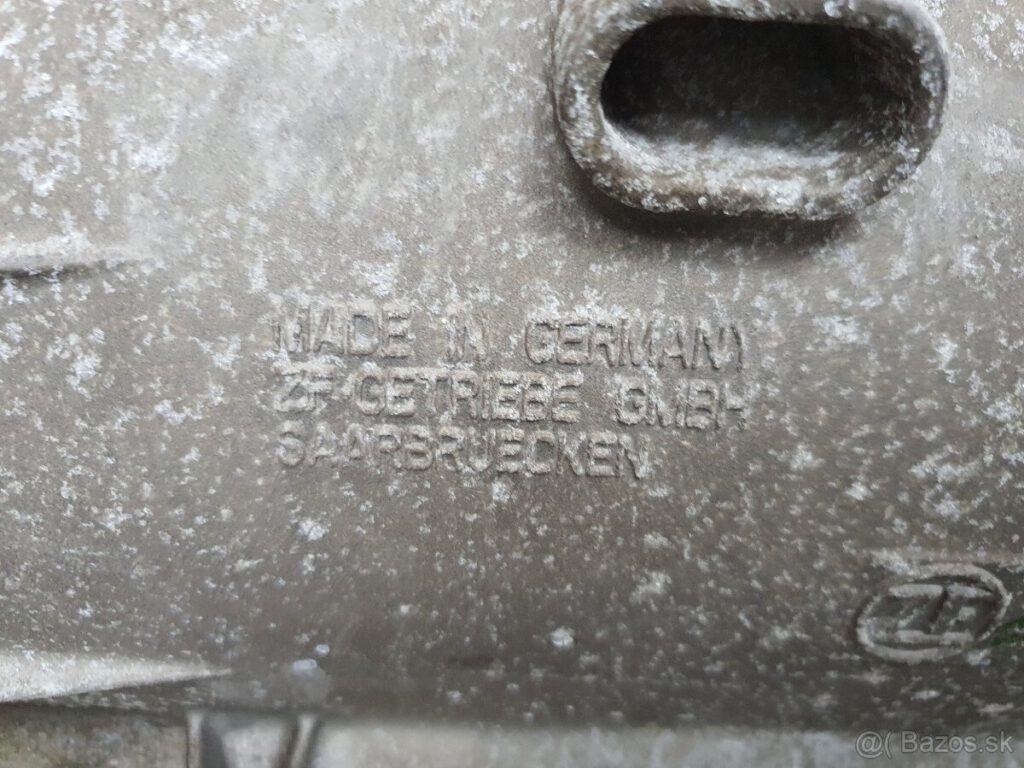 MADE IN GERMANY
ZF-GETRIEBE GMBH
SAARBRUECKEN
ZF
@( Bazos.sk